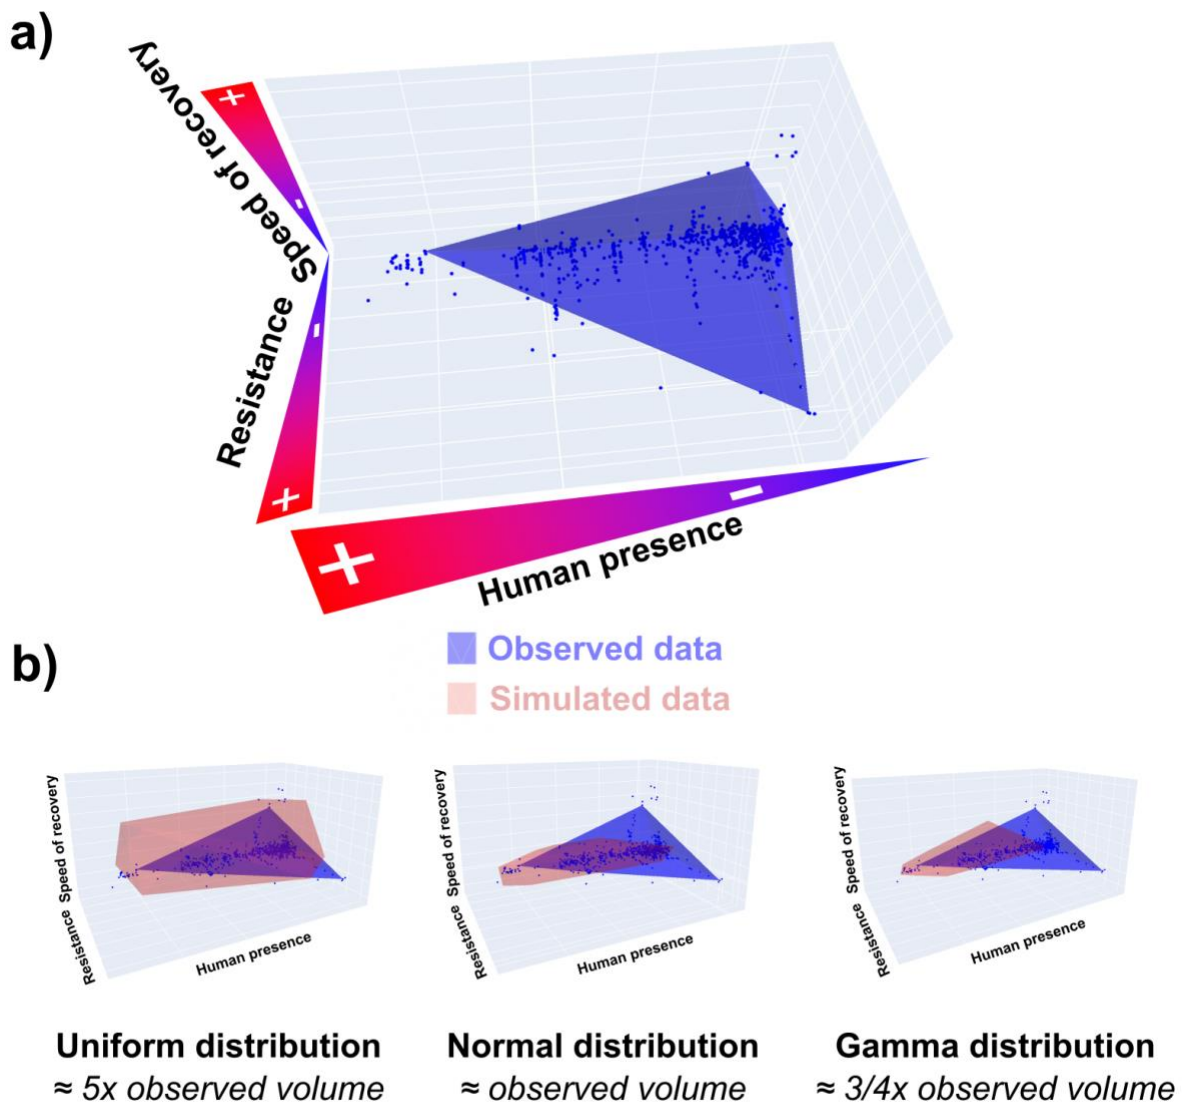 a)
Speed of recovery
+
-
Resistance
-
+
+
-
Human presence
Observed data
Simulated data
b)
Speed of recovery
Resistance
Human presence
Speed of recovery
Resistance
Human presence
Speed of recovery
Resistance
Human presence
Uniform distribution
≈ 5x observed volume
Normal distribution
≈ observed volume
Gamma distribution
≈ 3/4x observed volume